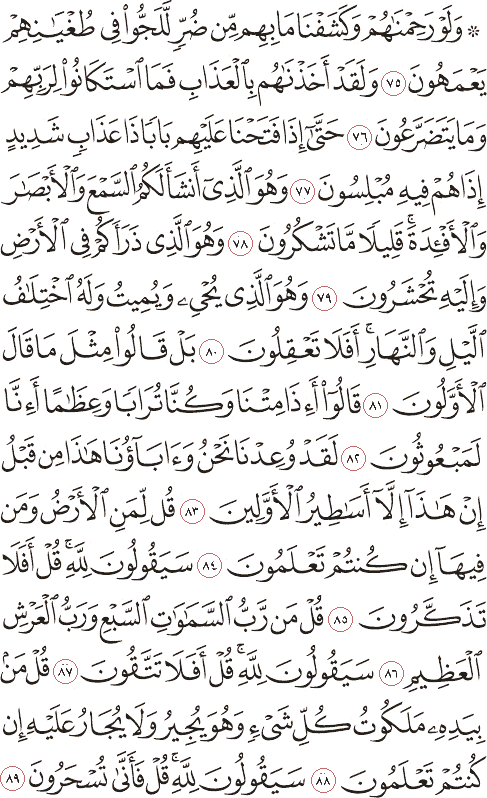 ۞ وَلَوْ رَحِمْنَٰهُمْ وَكَشَفْنَا مَا بِهِم مِّن ضُرٍّ لَّلَجُّوا۟ فِى طُغْيَٰنِهِمْ
يَعْمَهُونَ ٧٥ وَلَقَدْ أَخَذْنَٰهُم بِٱلْعَذَابِ فَمَا ٱسْتَكَانُوا۟ لِرَبِّهِمْ
وَمَا يَتَضَرَّعُونَ ٧٦ حَتَّىٰٓ إِذَا فَتَحْنَا عَلَيْهِم بَابًا ذَا عَذَابٍ شَدِيدٍ
إِذَا هُمْ فِيهِ مُبْلِسُونَ ٧٧ وَهُوَ ٱلَّذِىٓ أَنشَأَ لَكُمُ ٱلسَّمْعَ وَٱلْأَبْصَٰرَ
وَٱلْأَفْـِٔدَةَ ۚ قَلِيلًا مَّا تَشْكُرُونَ ٧٨ وَهُوَ ٱلَّذِى ذَرَأَكُمْ فِى ٱلْأَرْضِ
وَإِلَيْهِ تُحْشَرُونَ ٧٩ وَهُوَ ٱلَّذِى يُحْىِۦ وَيُمِيتُ وَلَهُ ٱخْتِلَٰفُ
ٱلَّيْلِ وَٱلنَّهَارِ ۚ أَفَلَا تَعْقِلُونَ ٨٠ بَلْ قَالُوا۟ مِثْلَ مَا قَالَ
ٱلْأَوَّلُونَ ٨١ قَالُوٓا۟ أَءِذَا مِتْنَا وَكُنَّا تُرَابًا وَعِظَٰمًا أَءِنَّا
لَمَبْعُوثُونَ ٨٢ لَقَدْ وُعِدْنَا نَحْنُ وَءَابَآؤُنَا هَٰذَا مِن قَبْلُ
إِنْ هَٰذَآ إِلَّآ أَسَٰطِيرُ ٱلْأَوَّلِينَ ٨٣ قُل لِّمَنِ ٱلْأَرْضُ وَمَن
فِيهَآ إِن كُنتُمْ تَعْلَمُونَ ٨٤ سَيَقُولُونَ لِلَّهِ ۚ قُلْ أَفَلَا
تَذَكَّرُونَ ٨٥ قُلْ مَن رَّبُّ ٱلسَّمَٰوَٰتِ ٱلسَّبْعِ وَرَبُّ ٱلْعَرْشِ
ٱلْعَظِيمِ ٨٦ سَيَقُولُونَ لِلَّهِ ۚ قُلْ أَفَلَا تَتَّقُونَ ٨٧ قُلْ مَنۢ
بِيَدِهِۦ مَلَكُوتُ كُلِّ شَىْءٍ وَهُوَ يُجِيرُ وَلَا يُجَارُ عَلَيْهِ إِن
كُنتُمْ تَعْلَمُونَ ٨٨ سَيَقُولُونَ لِلَّهِ ۚ قُلْ فَأَنَّىٰ تُسْحَرُونَ ٨٩